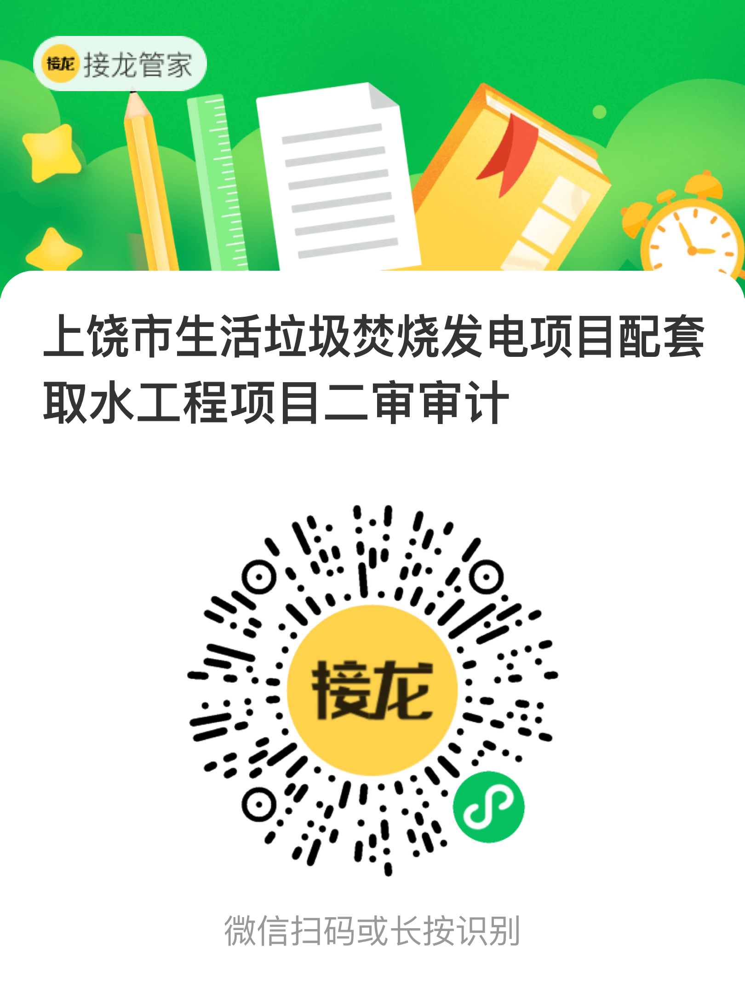 接龙 接龙管家
上饶市生活垃圾焚烧发电项目配套
取水工程项目二审审计
接龙
微信扫码或长按识别